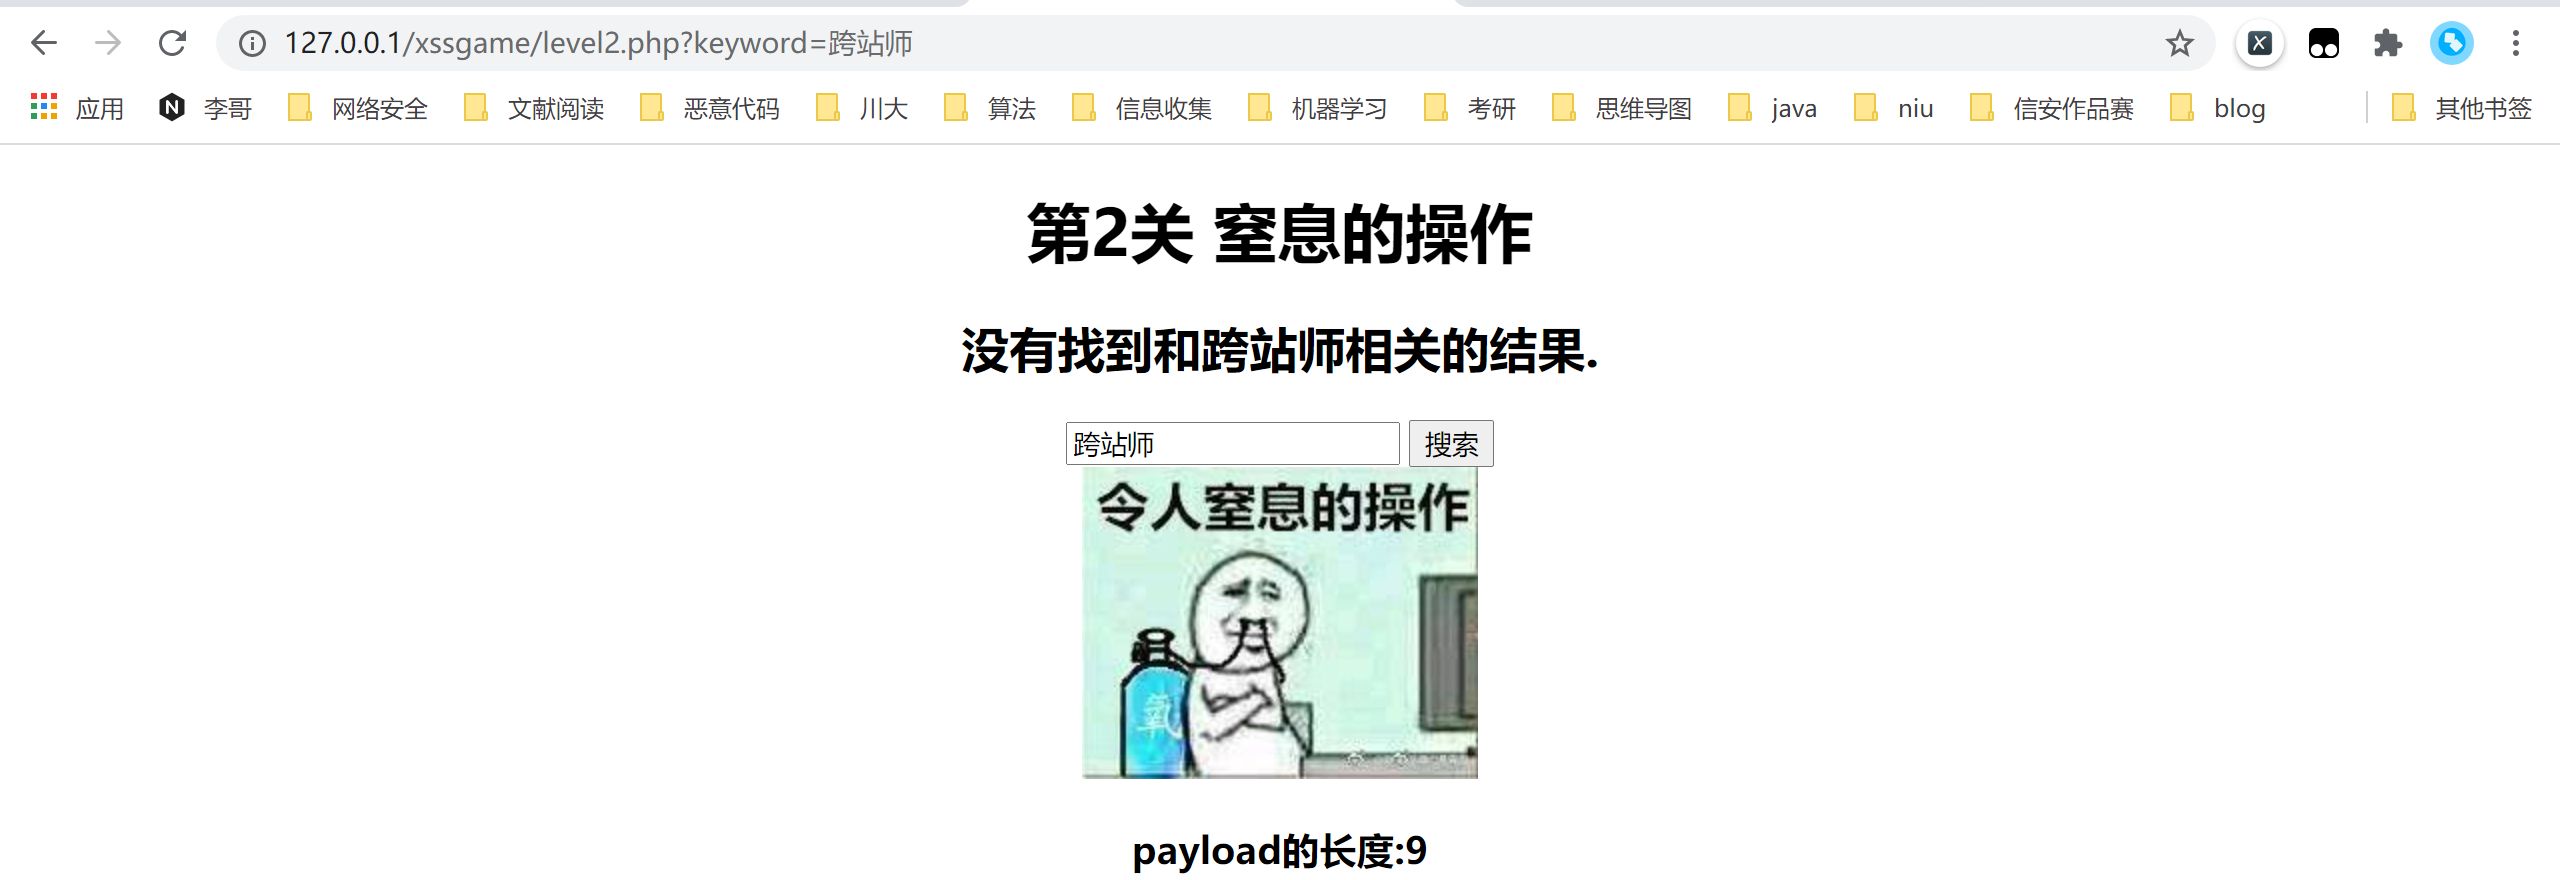 127.0.0.1/xssgame/level2.php?keyword=跨站师
应用 李哥 网络安全 文献阅读 恶意代码 川大 算法 信息收集 机器学习 考研 思维导图 java niu 信安作品赛 blog 其他书签
第2关 窒息的操作
没有找到和跨站师相关的结果.
跨站师 搜索
令人窒息的操作
氧
payload的长度:9